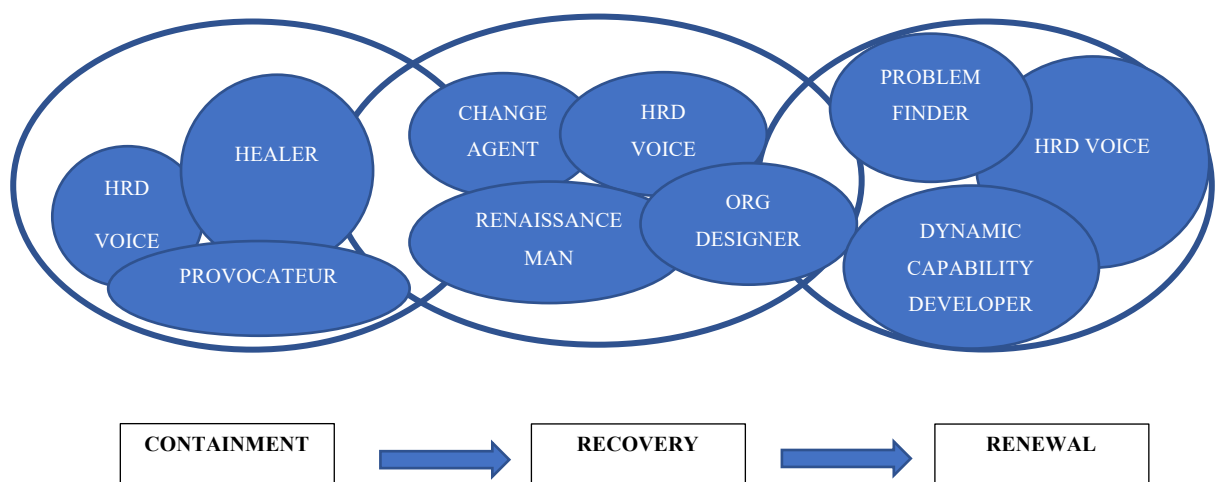 HRD
VOICE
HEALER
PROVOCATEUR
CHANGE
AGENT
HRD
VOICE
RENAISSANCE
MAN
ORG
DESIGNER
PROBLEM
FINDER
HRD VOICE
DYNAMIC
CAPABILITY
DEVELOPER
CONTAINMENT
RECOVERY
RENEWAL